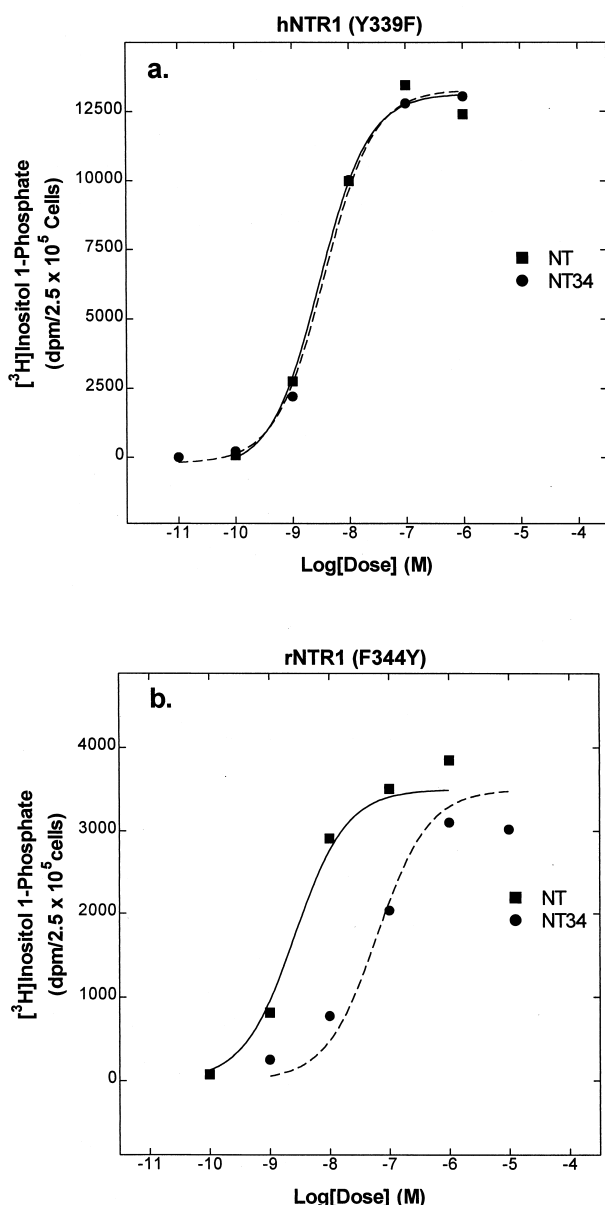 hNTR1 (Y339F)
a.
[³H]Inositol 1-Phosphate
(dpm/2.5 x 10⁵ Cells)
12500
10000
7500
5000
2500
0
■ NT
● NT34
-11 -10 -9 -8 -7 -6 -5 -4
Log[Dose] (M)
rNTR1 (F344Y)
b.
[³H]Inositol 1-Phosphate
(dpm/2.5 x 10⁵cells)
4000
3000
2000
1000
0
■ NT
● NT34
-11 -10 -9 -8 -7 -6 -5 -4
Log[Dose] (M)